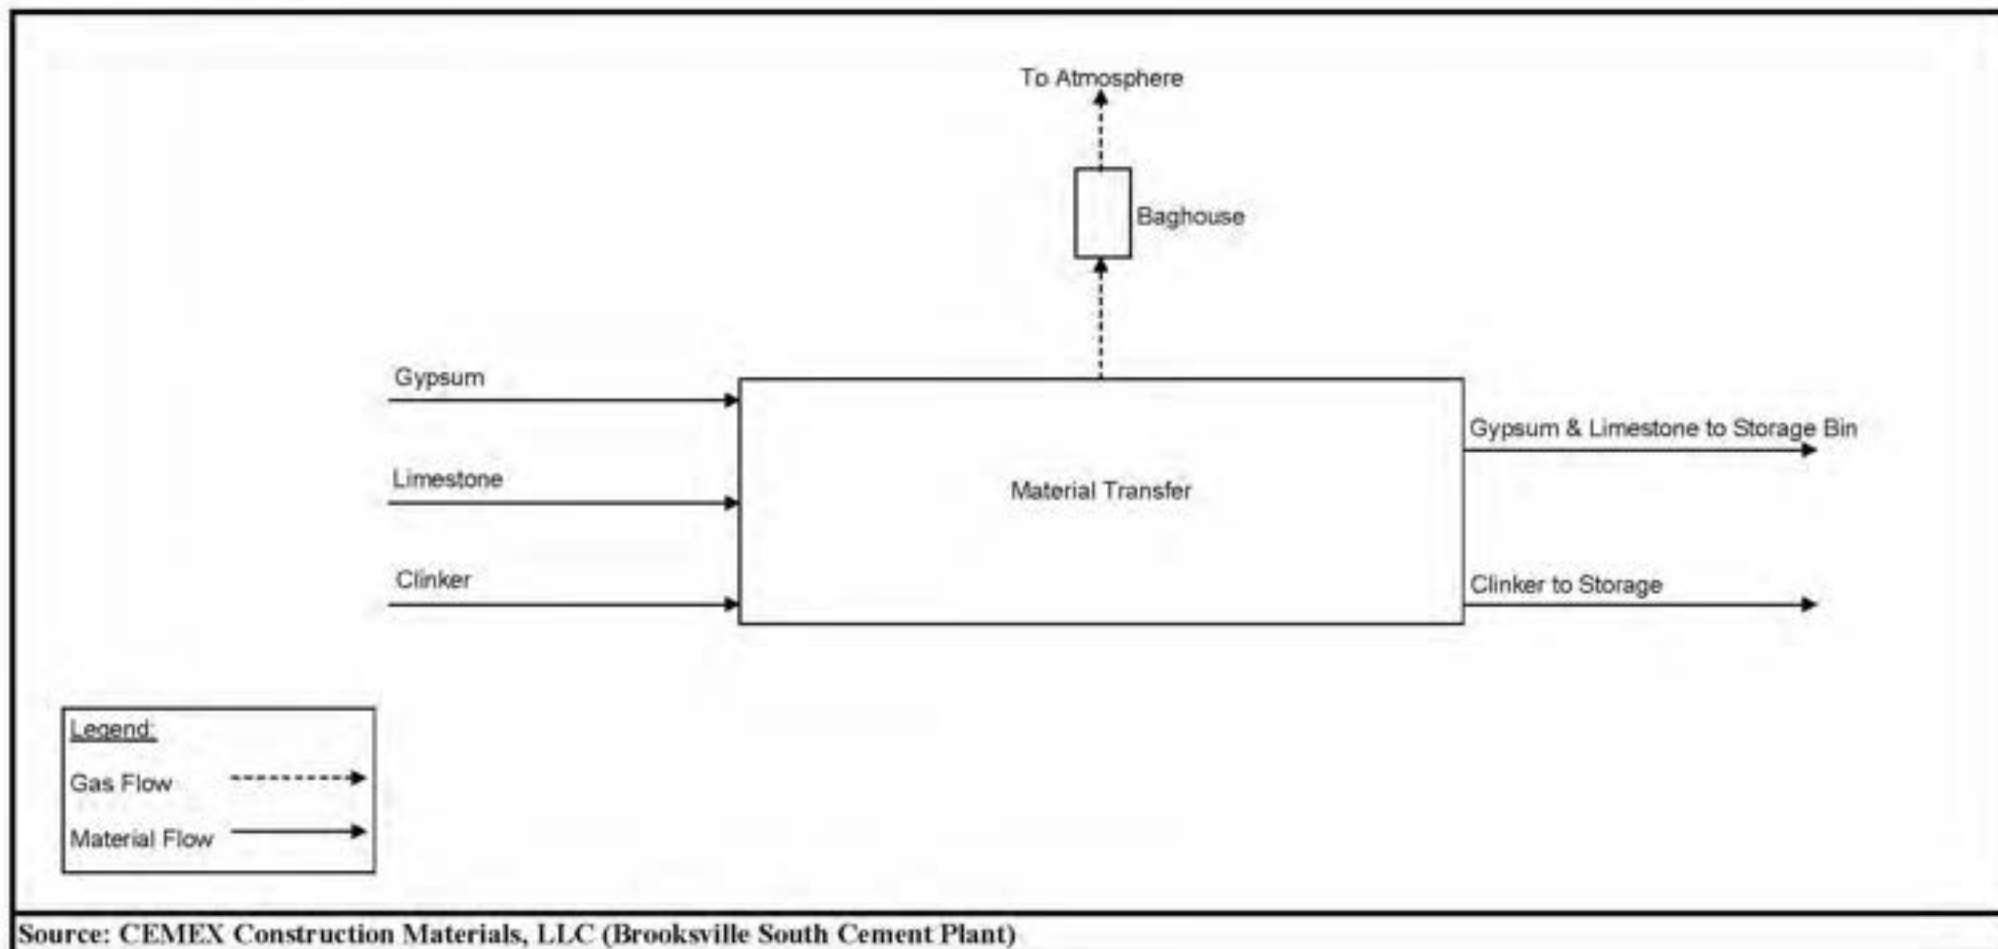 To Atmosphere
Baghouse
Gypsum
Limestone
Clinker
Material Transfer
Gypsum & Limestone to Storage Bin
Clinker to Storage
Legend:
Gas Flow
Material Flow
Source: CEMEX Construction Materials, LLC (Brooksville South Cement Plant)